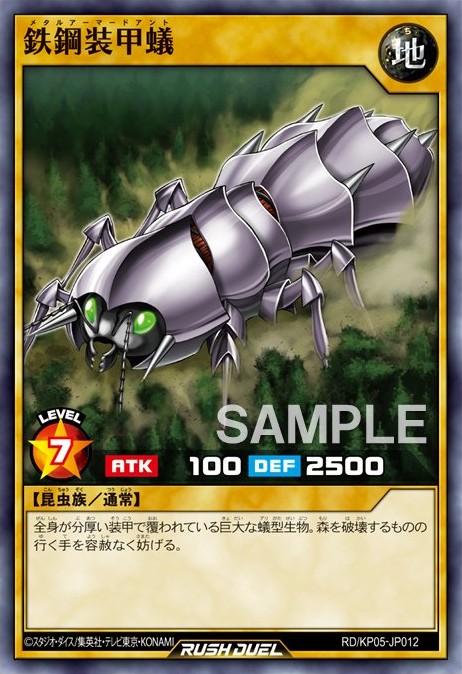 メタルアーマードアント
鉄鋼装甲蟻
5
地
SAMPLE
LEVEL
7
ATK 100 DEF 2500
【昆虫族／通常】
全身が分厚い装甲で覆われている巨大な蟻型生物。森を破壊するものの
行く手を容赦なく妨げる。
©スタジオ・ダイス/集英社・テレビ東京・KONAMI
RUSH DUEL
RD/KP05-JP012